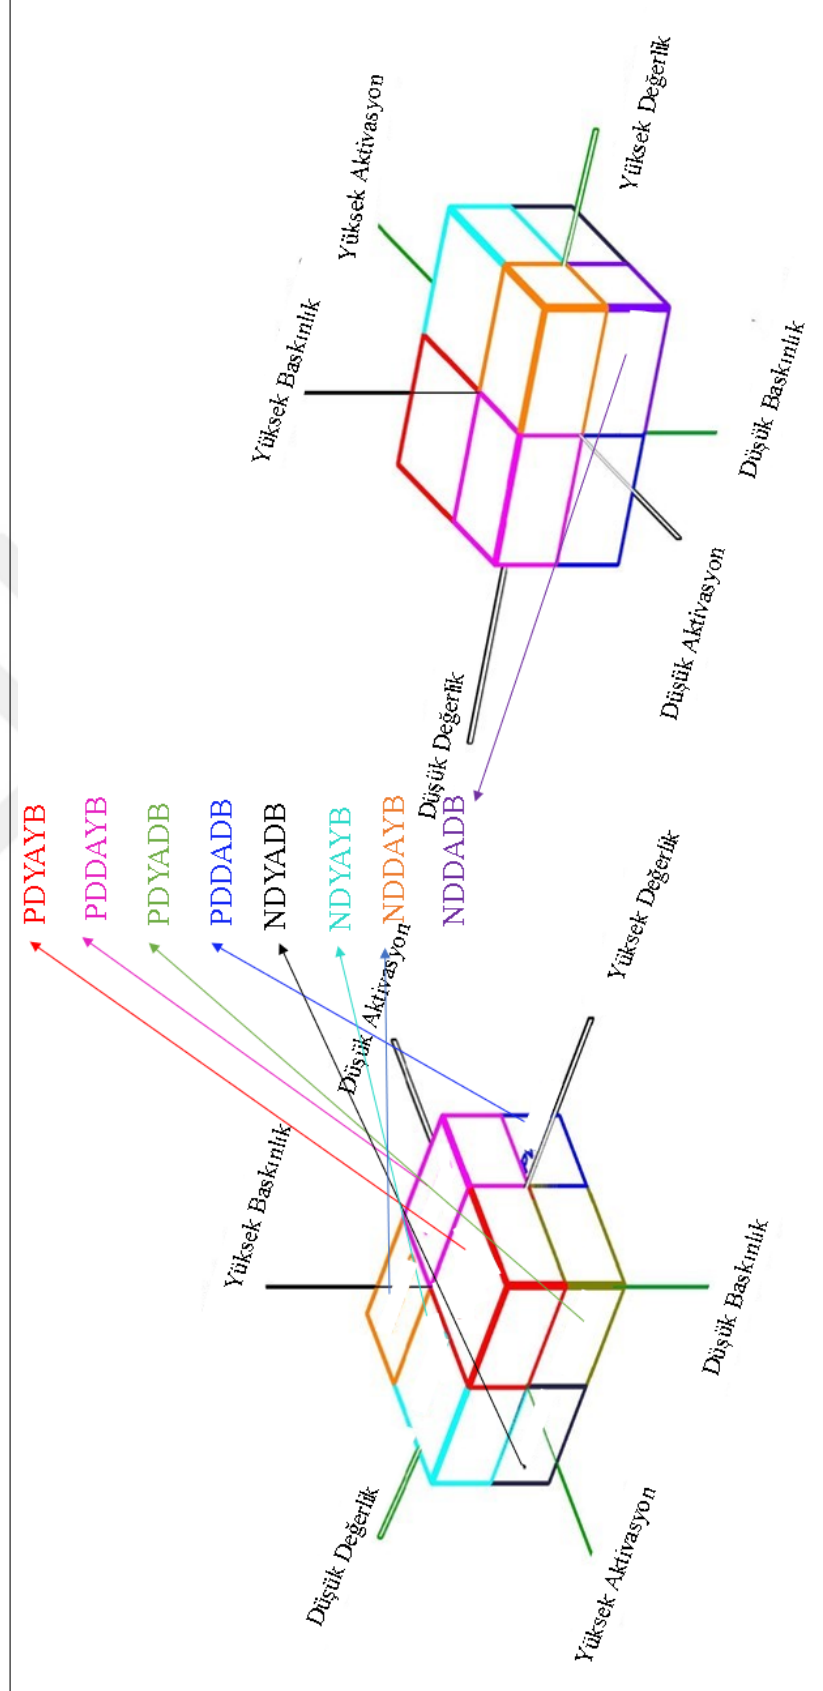 PDYAYB
PDDAYB
PDYADB
PDDADB
NDYADB
NDYAYB
NDDAYB
NDDADB
Düşük Değerlik
Yüksek Baskınlık
Düşük Aktivasyon
Yüksek Aktivasyon
Düşük Baskınlık
Yüksek Değerlik
Düşük Değerlik
Yüksek Baskınlık
Yüksek Aktivasyon
Düşük Aktivasyon
Düşük Baskınlık
Yüksek Değerlik